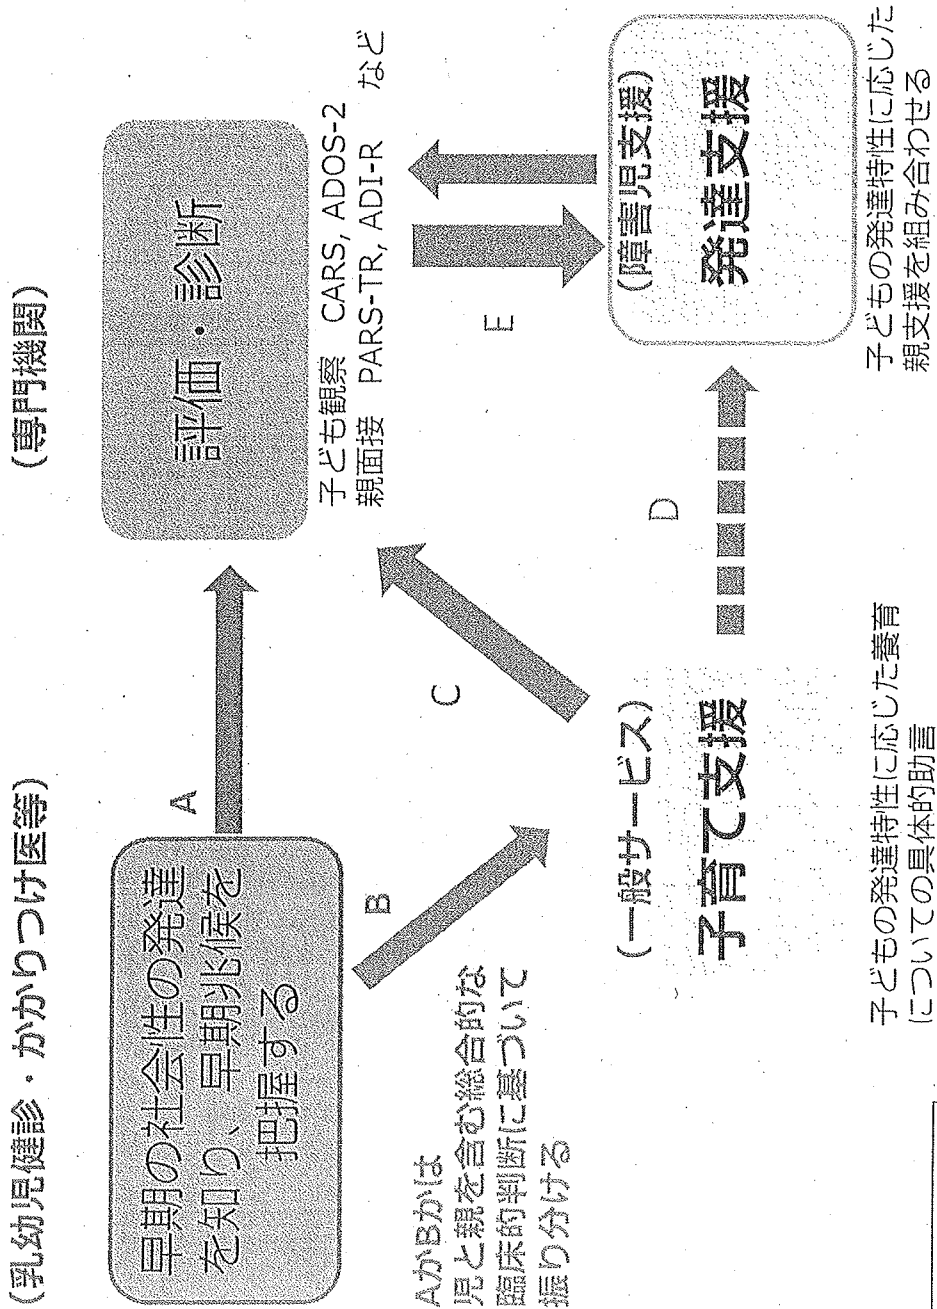 (乳幼児健診・かかりつけ医等)
早期の社会性の発達
を知り、早期兆候を
把握する
A
(専門機関)
評価・診断
子ども観察 CARS, ADOS-2
親面接 PARS-TR, ADI-R など
B
AかBかは
児と親を含む総合的な
臨床的判断に基づいて
振り分ける
C
E
(一般サービス)
子育て支援
D
(障害児支援)
発達支援
子どもの発達特性に応じた養育
についての具体的助言
子どもの発達特性に応じた
親支援を組み合わせる